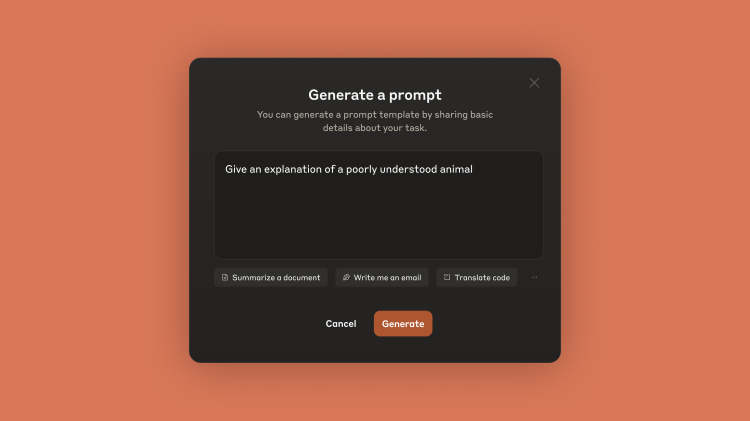 Generate a prompt
You can generate a prompt template by sharing basic
details about your task.
Give an explanation of a poorly understood animal
Summarize a document
Write me an email
Translate code
...
Cancel
Generate